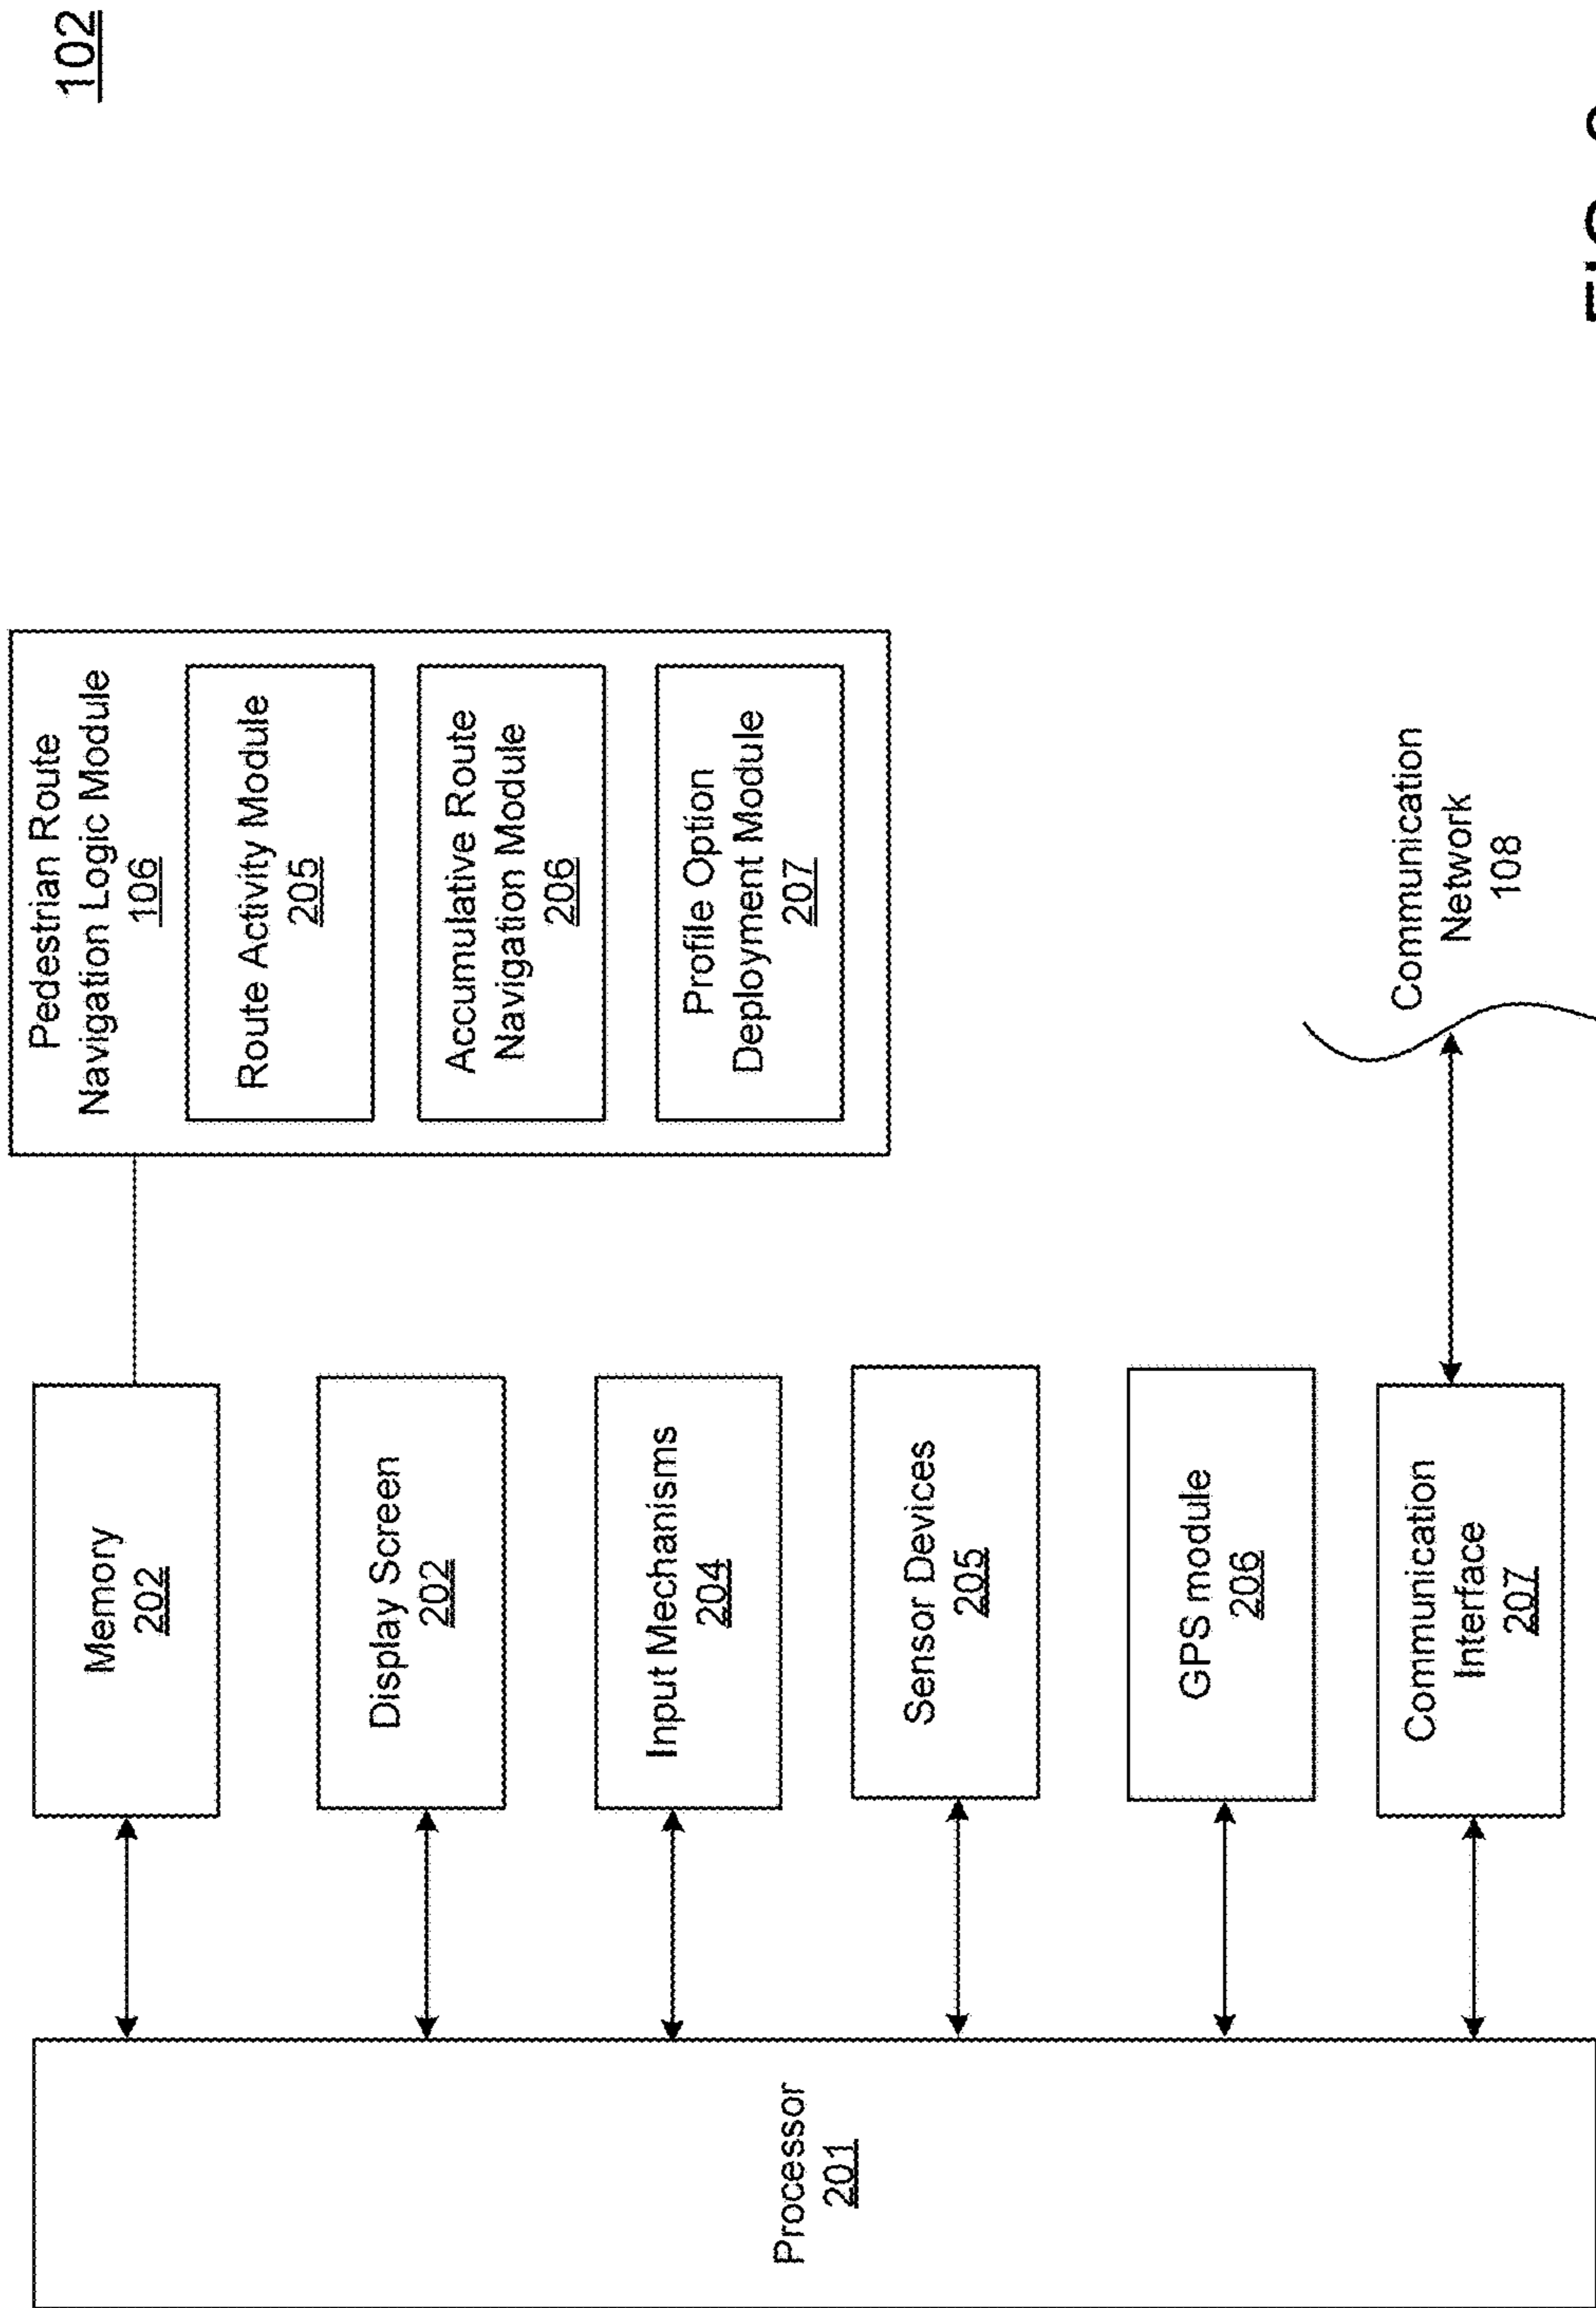 102
Processor
201
Memory
202
Display Screen
202
Input Mechanisms
204
Sensor Devices
205
GPS module
206
Communication
Interface
207
Pedestrian Route
Navigation Logic Module
106
Route Activity Module
205
Accumulative Route
Navigation Module
206
Profile Option
Deployment Module
207
Communication
Network
108
FIG